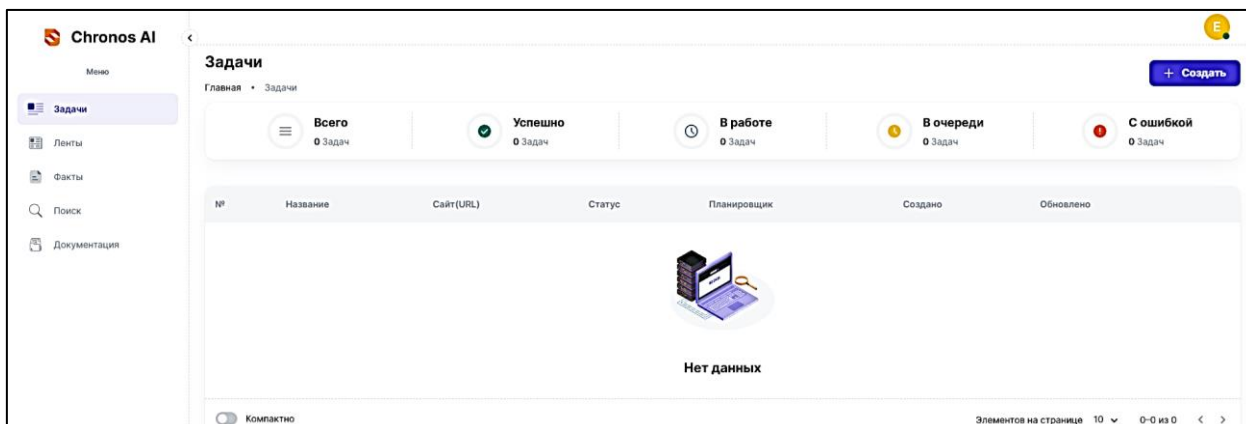 Chronos AI
E
Меню
Задачи
Ленты
Факты
Поиск
Документация
Задачи
Главная • Задачи
+ Создать
Всего
0 Задач
Успешно
0 Задач
В работе
0 Задач
В очереди
0 Задач
С ошибкой
0 Задач
№ Название Сайт(URL) Статус Планировщик Создано Обновлено
Нет данных
Компактно
Элементов на странице 10 0-0 из 0